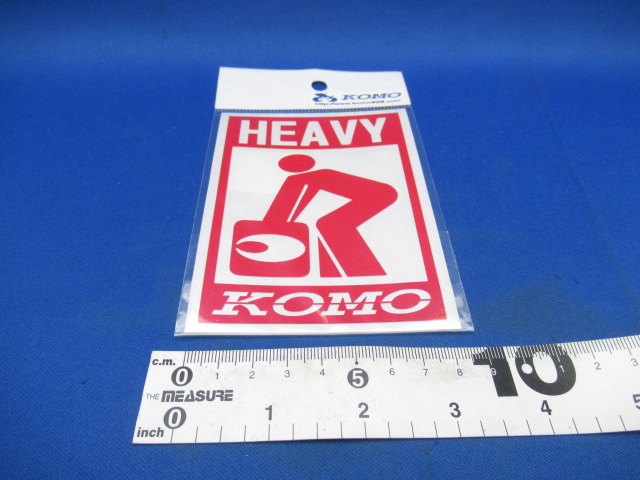 KOMO
HEAVY
KOMO
c.m. 0 1 2 3 4 5 6 7 8 9 10 1 2 3
THE MEASURE
inch 0 1 2 3 4 5